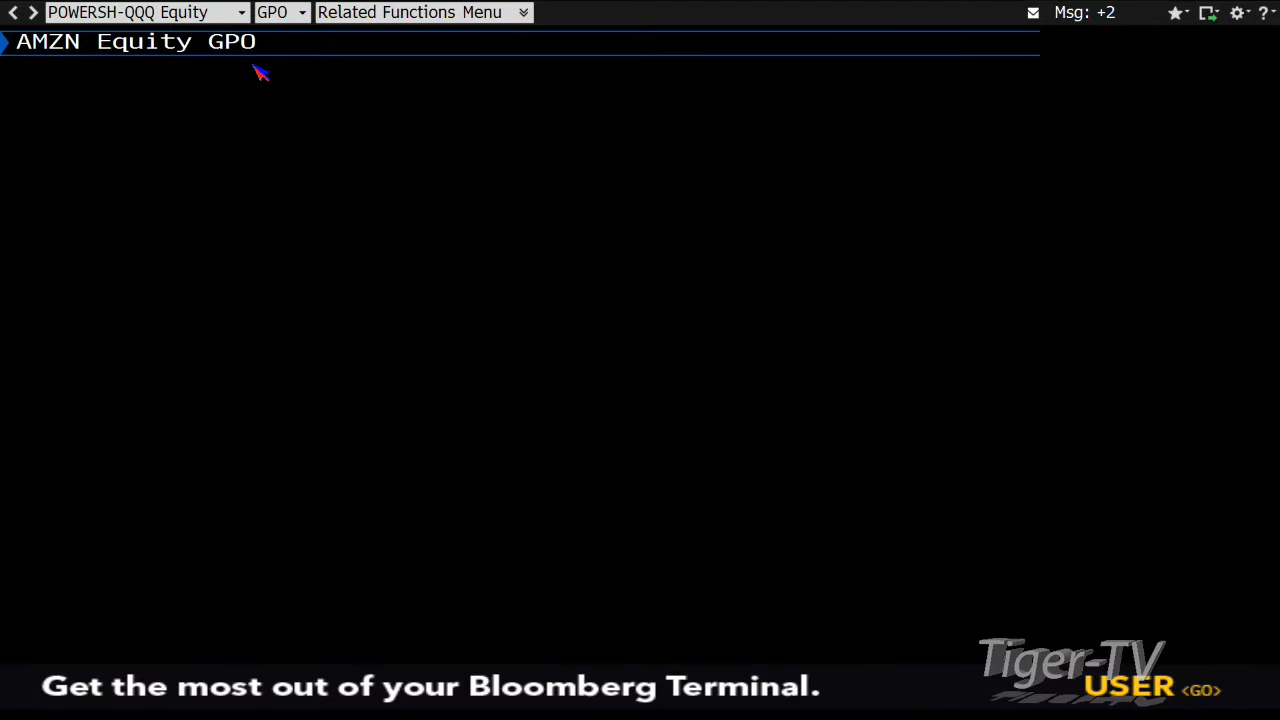 POWERSH-QQQ Equity GPO Related Functions Menu Msg: +2 ?
AMZN Equity GPO
Tiger-TV
Get the most out of your Bloomberg Terminal. USER <GO>